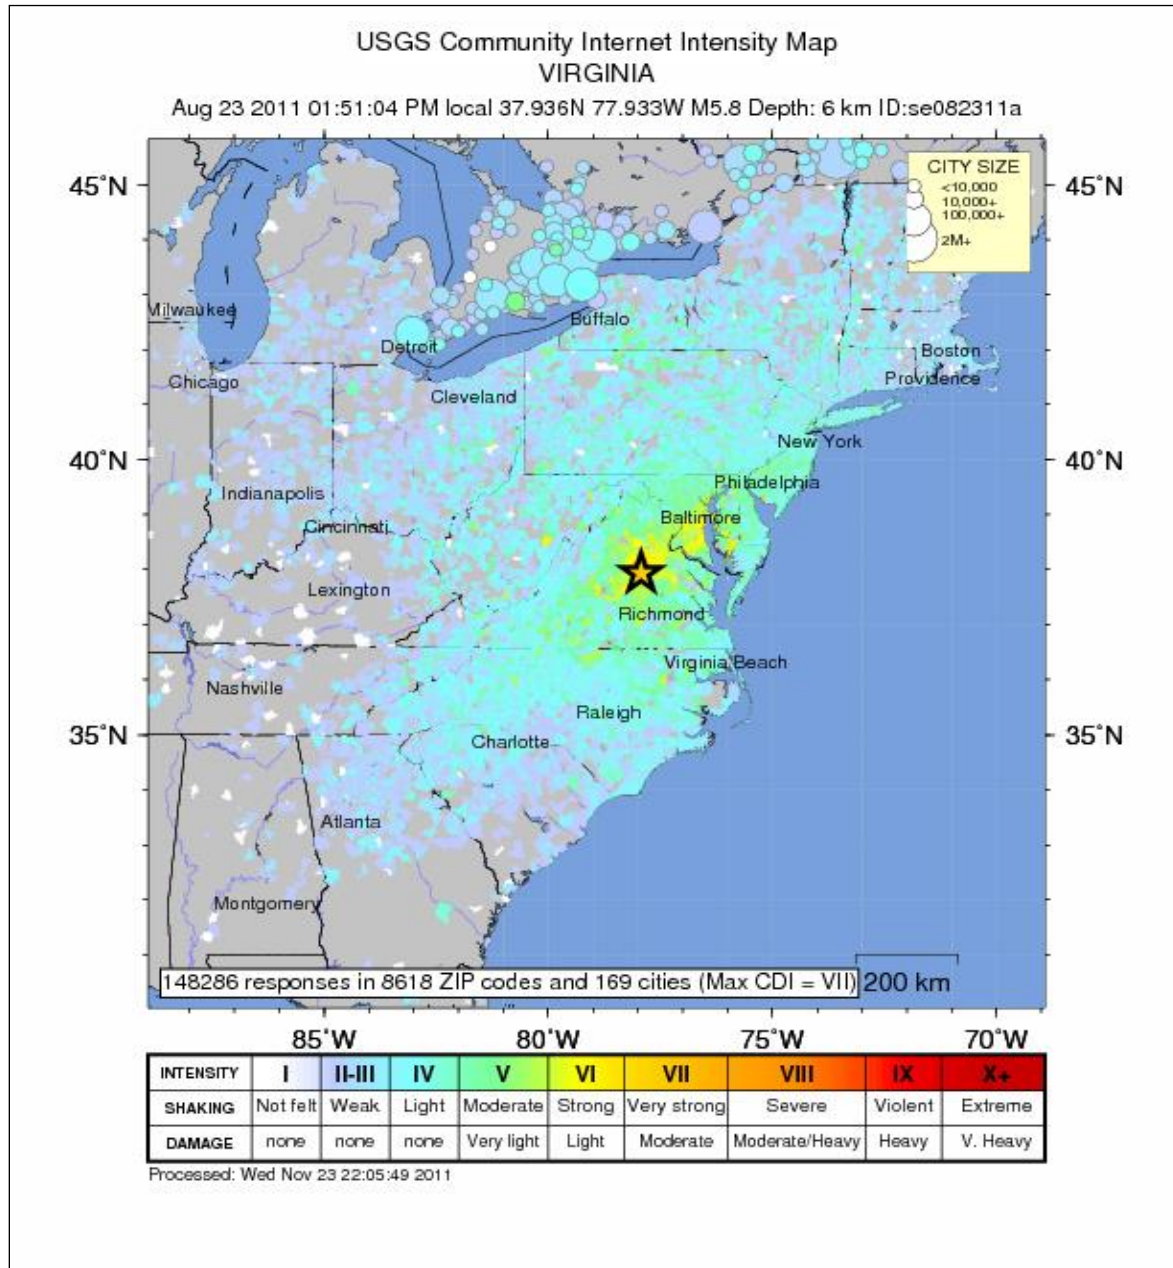 USGS Community Internet Intensity Map
VIRGINIA
Aug 23 2011 01:51:04 PM local 37.936N 77.933W M5.8 Depth: 6 km ID:se082311a
CITY SIZE
<10,000
10,000+
100,000+
2M+
45°N
45°N
Milwaukee
Buffalo
Detroit
Boston
Chicago
Providence
Cleveland
New York
40°N
40°N
Philadelphia
Indianapolis
Baltimore
Cincinnati
Lexington
Richmond
Virginia Beach
Nashville
Raleigh
35°N
35°N
Charlotte
Atlanta
Montgomery
148286 responses in 8618 ZIP codes and 169 cities (Max CDI = VII)
200 km
85°W 80°W 75°W 70°W
INTENSITY I II-III IV V VI VII VIII IX X+
SHAKING Not felt Weak Light Moderate Strong Very strong Severe Violent Extreme
DAMAGE none none none Very light Light Moderate Moderate/Heavy Heavy V. Heavy
Processed: Wed Nov 23 22:05:49 2011